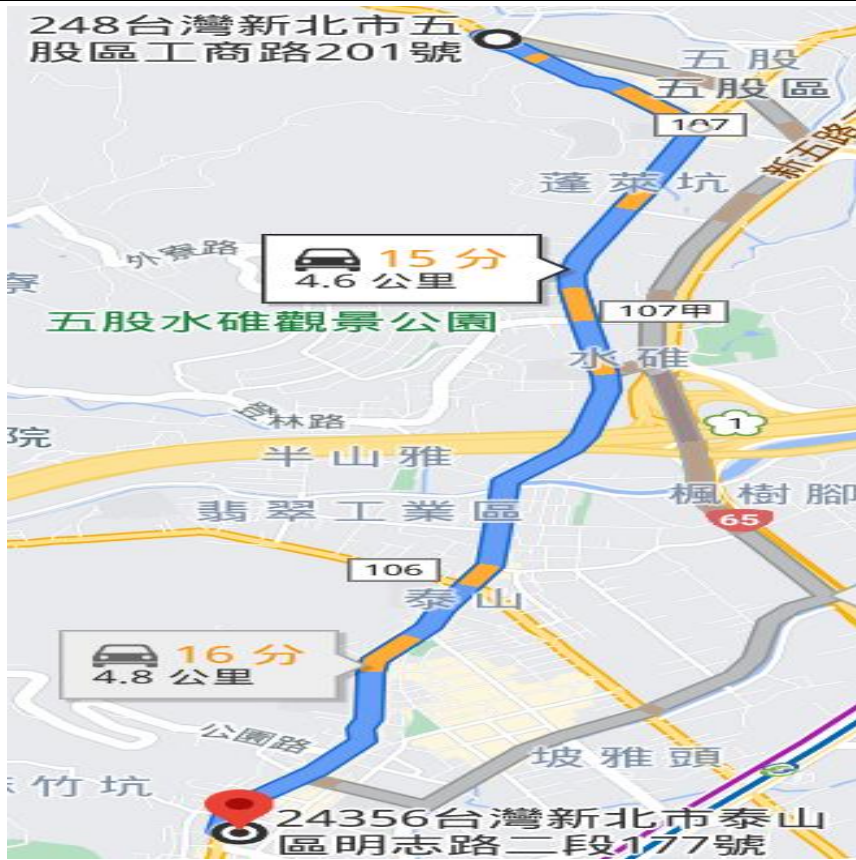 248台灣新北市五
股區工商路201號
五股
五股區
107
新五路
蓬萊坑
外寮路
寮
15 分
4.6 公里
107甲
五股水碓觀景公園
水碓
林路
1
院
半山雅
楓樹腳
翡翠工業區
65
106
泰山
16 分
4.8 公里
公園路
坡雅頭
竹坑
24356台灣新北市泰山
區明志路二段177號